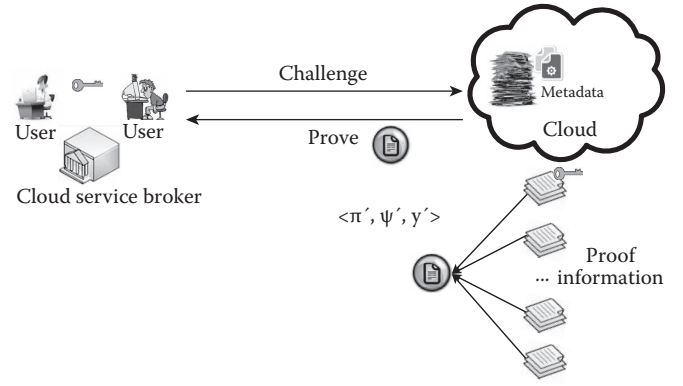 Challenge
Metadata
User
User
Prove
Cloud
Cloud service broker
<π´, ψ´, y´>
Proof
... information